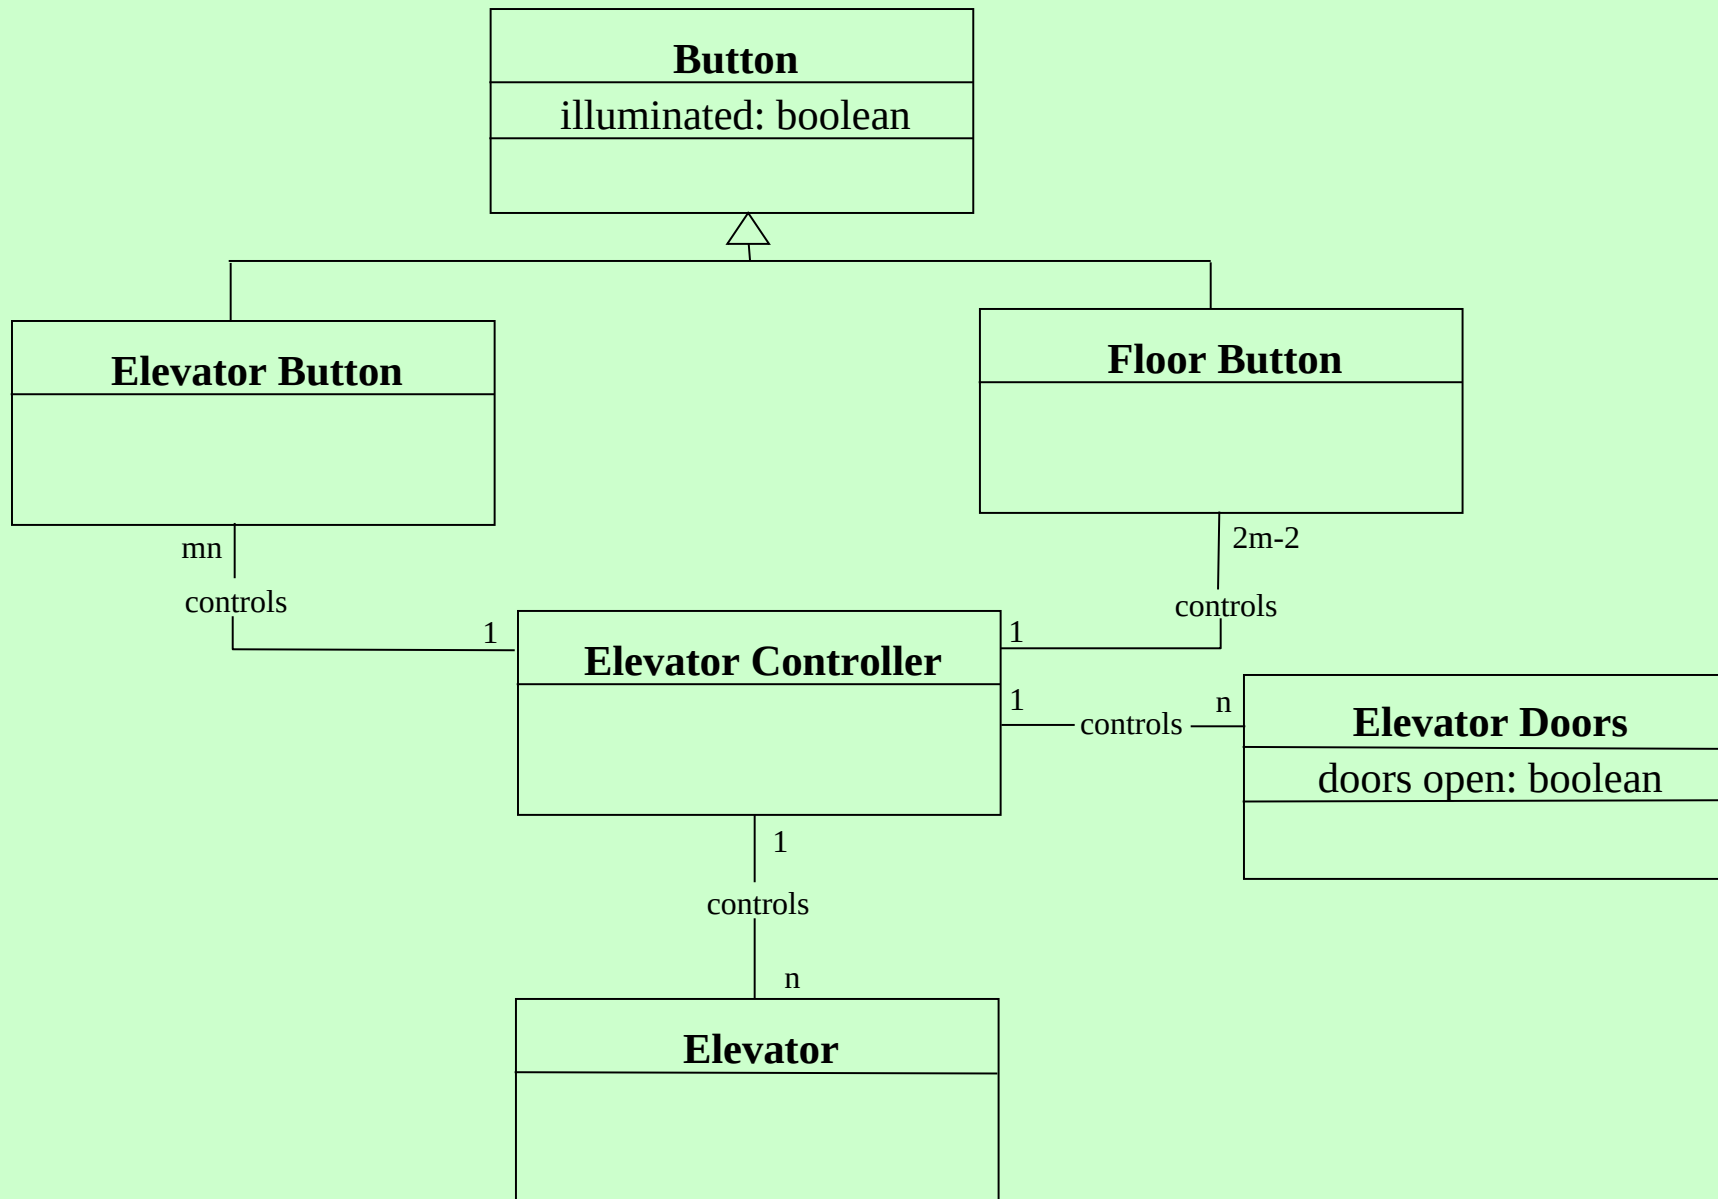 Button
illuminated: boolean
Elevator Button
Floor Button
mn
2m-2
controls
controls
1
1
Elevator Controller
1
controls
n
Elevator Doors
doors open: boolean
1
controls
n
Elevator